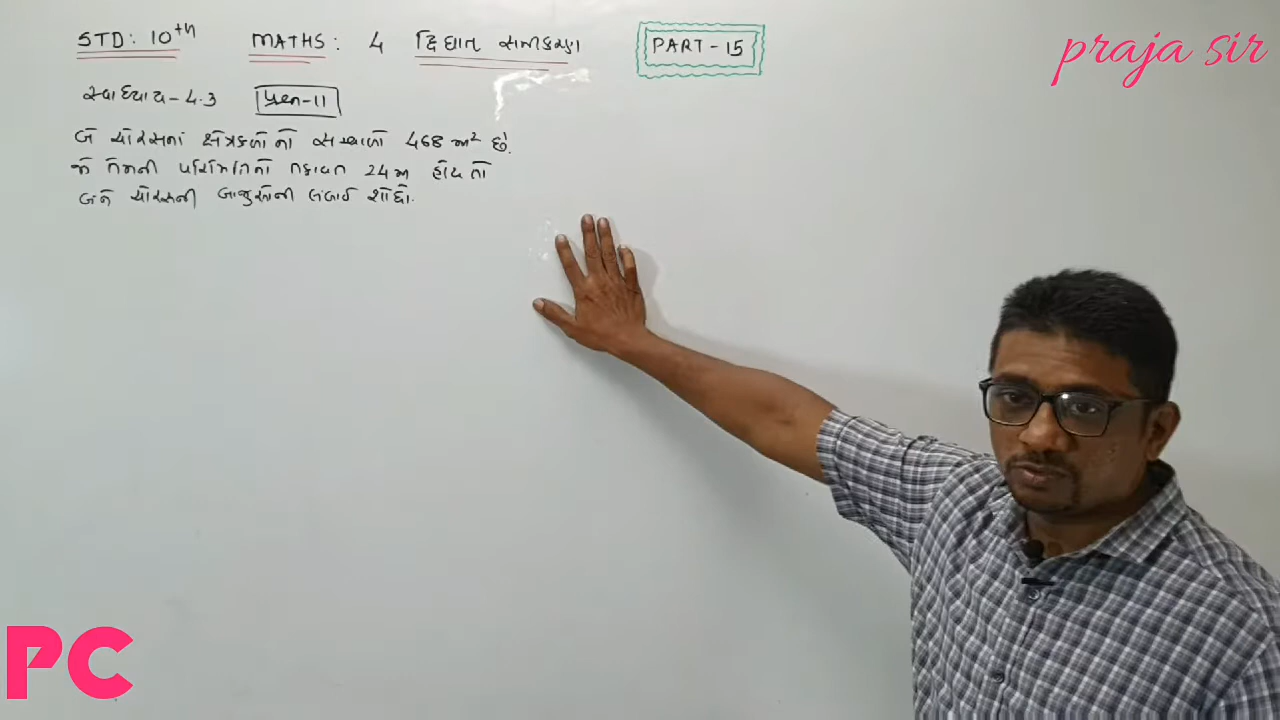 STD: 10th MATHS: 4 દ્વિઘાત સમીકરણ PART-15
praja sir
સ્વાધ્યાય-4.3 પ્રશ્ન-11
બે ચોરસનાં ક્ષેત્રફળોનો સરવાળો 468 m² છે.
જો તેમની પરિમિતિનો તફાવત 24 m હોય તો
બંને ચોરસની બાજુઓની લંબાઈ શોધો.
PC